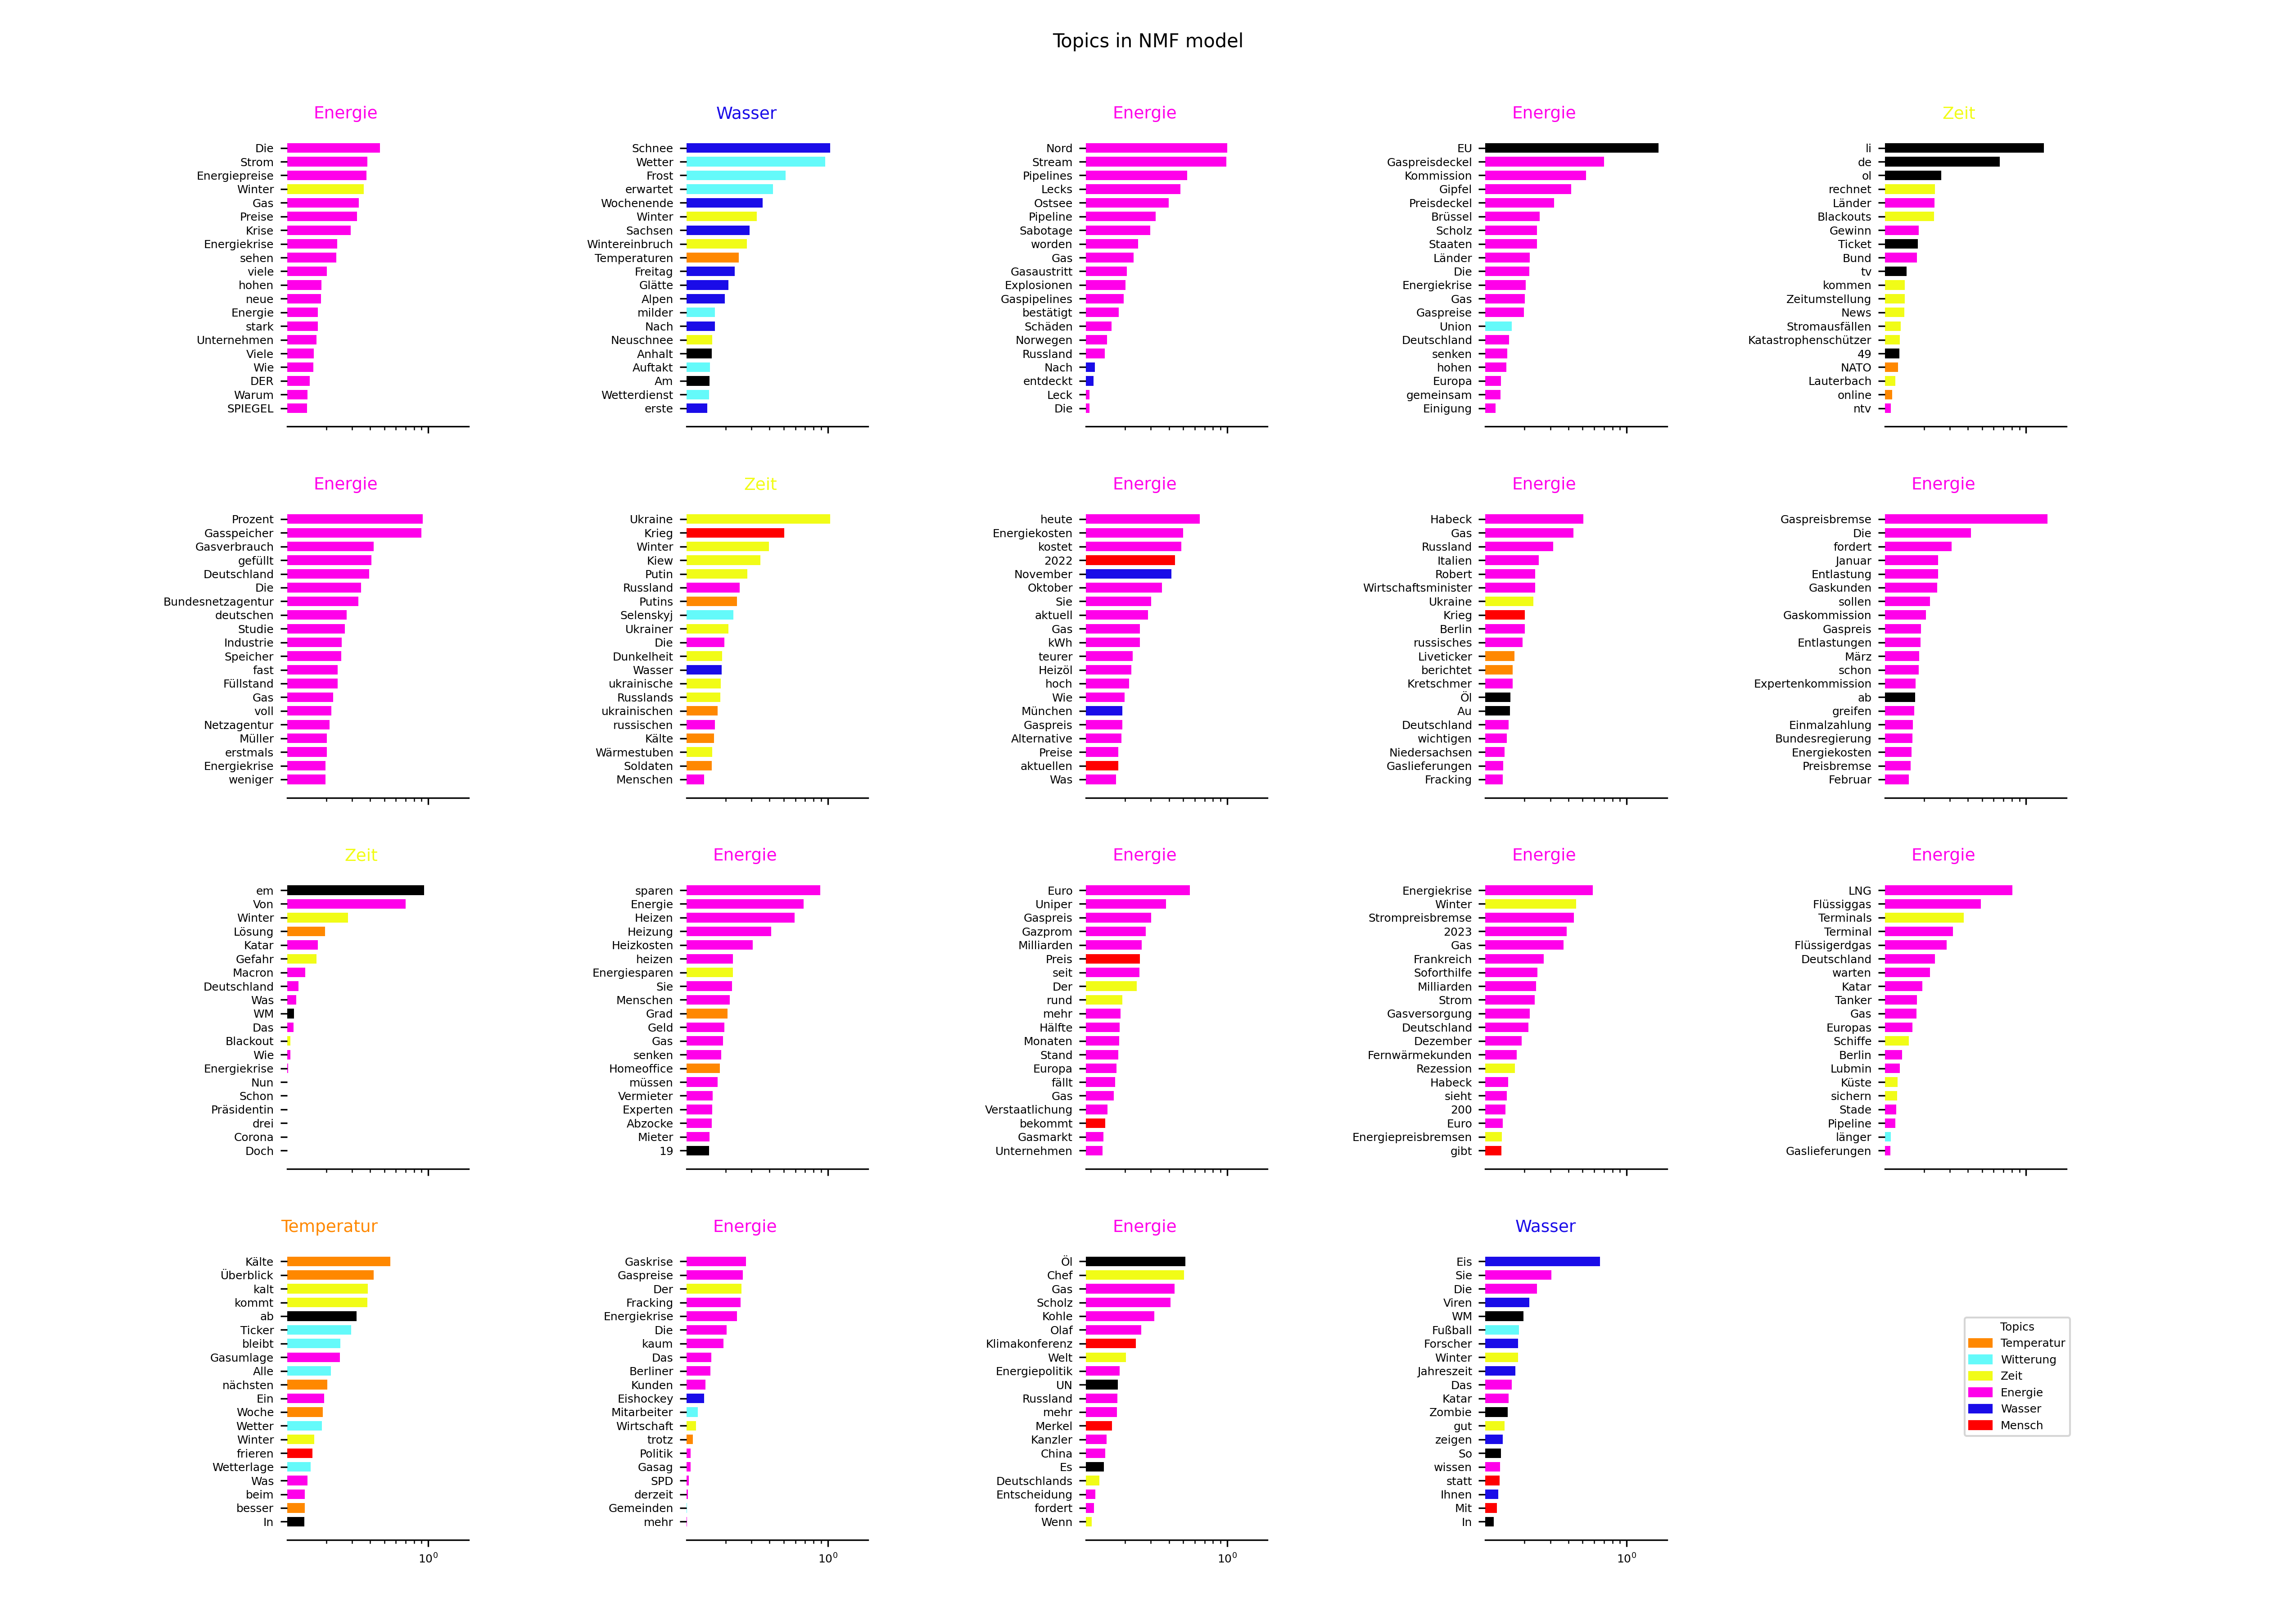 Topics in NMF model
Energie
Die
Strom
Energiepreise
Winter
Gas
Preise
Krise
Energiekrise
sehen
viele
hohen
neue
Energie
stark
Unternehmen
Viele
Wie
DER
Warum
SPIEGEL
Wasser
Schnee
Wetter
Frost
erwartet
Wochenende
Winter
Sachsen
Wintereinbruch
Temperaturen
Freitag
Glätte
Alpen
milder
Nach
Neuschnee
Anhalt
Auftakt
Am
Wetterdienst
erste
Energie
Nord
Stream
Pipelines
Lecks
Ostsee
Pipeline
Sabotage
worden
Gas
Gasaustritt
Explosionen
Gaspipelines
bestätigt
Schäden
Norwegen
Russland
Nach
entdeckt
Leck
Die
Energie
EU
Gaspreisdeckel
Kommission
Gipfel
Preisdeckel
Brüssel
Scholz
Staaten
Länder
Die
Energiekrise
Gas
Gaspreise
Union
Deutschland
senken
hohen
Europa
gemeinsam
Einigung
Zeit
li
de
ol
rechnet
Länder
Blackouts
Gewinn
Ticket
Bund
tv
kommen
Zeitumstellung
News
Stromausfällen
Katastrophenschützer
49
NATO
Lauterbach
online
ntv
Energie
Prozent
Gasspeicher
Gasverbrauch
gefüllt
Deutschland
Die
Bundesnetzagentur
deutschen
Studie
Industrie
Speicher
fast
Füllstand
Gas
voll
Netzagentur
Müller
erstmals
Energiekrise
weniger
Zeit
Ukraine
Krieg
Winter
Kiew
Putin
Russland
Putins
Selenskyj
Ukrainer
Die
Dunkelheit
Wasser
ukrainische
Russlands
ukrainischen
russischen
Kälte
Wärmestuben
Soldaten
Menschen
Energie
heute
Energiekosten
kostet
2022
November
Oktober
Sie
aktuell
Gas
kWh
teurer
Heizöl
hoch
Wie
München
Gaspreis
Alternative
Preise
aktuellen
Was
Energie
Habeck
Gas
Russland
Italien
Robert
Wirtschaftsminister
Ukraine
Krieg
Berlin
russisches
Liveticker
berichtet
Kretschmer
Öl
Au
Deutschland
wichtigen
Niedersachsen
Gaslieferungen
Fracking
Energie
Gaspreisbremse
Die
fordert
Januar
Entlastung
Gaskunden
sollen
Gaskommission
Gaspreis
Entlastungen
März
schon
Expertenkommission
ab
greifen
Einmalzahlung
Bundesregierung
Energiekosten
Preisbremse
Februar
Zeit
em
Von
Winter
Lösung
Katar
Gefahr
Macron
Deutschland
Was
WM
Das
Blackout
Wie
Energiekrise
Nun
Schon
Präsidentin
drei
Corona
Doch
Energie
sparen
Energie
Heizen
Heizung
Heizkosten
heizen
Energiesparen
Sie
Menschen
Grad
Geld
Gas
senken
Homeoffice
müssen
Vermieter
Experten
Abzocke
Mieter
19
Energie
Euro
Uniper
Gaspreis
Gazprom
Milliarden
Preis
seit
Der
rund
mehr
Hälfte
Monaten
Stand
Europa
fällt
Gas
Verstaatlichung
bekommt
Gasmarkt
Unternehmen
Energie
Energiekrise
Winter
Strompreisbremse
2023
Gas
Frankreich
Soforthilfe
Milliarden
Strom
Gasversorgung
Deutschland
Dezember
Fernwärmekunden
Rezession
Habeck
sieht
200
Euro
Energiepreisbremsen
gibt
Energie
LNG
Flüssiggas
Terminals
Terminal
Flüssigerdgas
Deutschland
warten
Katar
Tanker
Gas
Europas
Schiffe
Berlin
Lubmin
Küste
sichern
Stade
Pipeline
länger
Gaslieferungen
Temperatur
Kälte
Überblick
kalt
kommt
ab
Ticker
bleibt
Gasumlage
Alle
nächsten
Ein
Woche
Wetter
Winter
frieren
Wetterlage
Was
beim
besser
In
10⁰
Energie
Gaskrise
Gaspreise
Der
Fracking
Energiekrise
Die
kaum
Das
Berliner
Kunden
Eishockey
Mitarbeiter
Wirtschaft
trotz
Politik
Gasag
SPD
derzeit
Gemeinden
mehr
10⁰
Energie
Öl
Chef
Gas
Scholz
Kohle
Olaf
Klimakonferenz
Welt
Energiepolitik
UN
Russland
mehr
Merkel
Kanzler
China
Es
Deutschlands
Entscheidung
fordert
Wenn
10⁰
Wasser
Eis
Sie
Die
Viren
WM
Fußball
Forscher
Winter
Jahreszeit
Das
Katar
Zombie
gut
zeigen
So
wissen
statt
Ihnen
Mit
In
10⁰
Topics
Temperatur
Witterung
Zeit
Energie
Wasser
Mensch